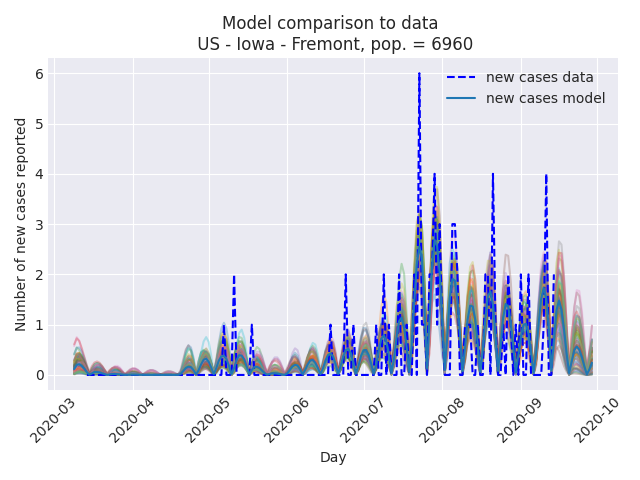 Model comparison to data
US - Iowa - Fremont, pop. = 6960
new cases data
new cases model
Number of new cases reported
6
5
4
3
2
1
0
2020-03
2020-04
2020-05
2020-06
2020-07
2020-08
2020-09
2020-10
Day